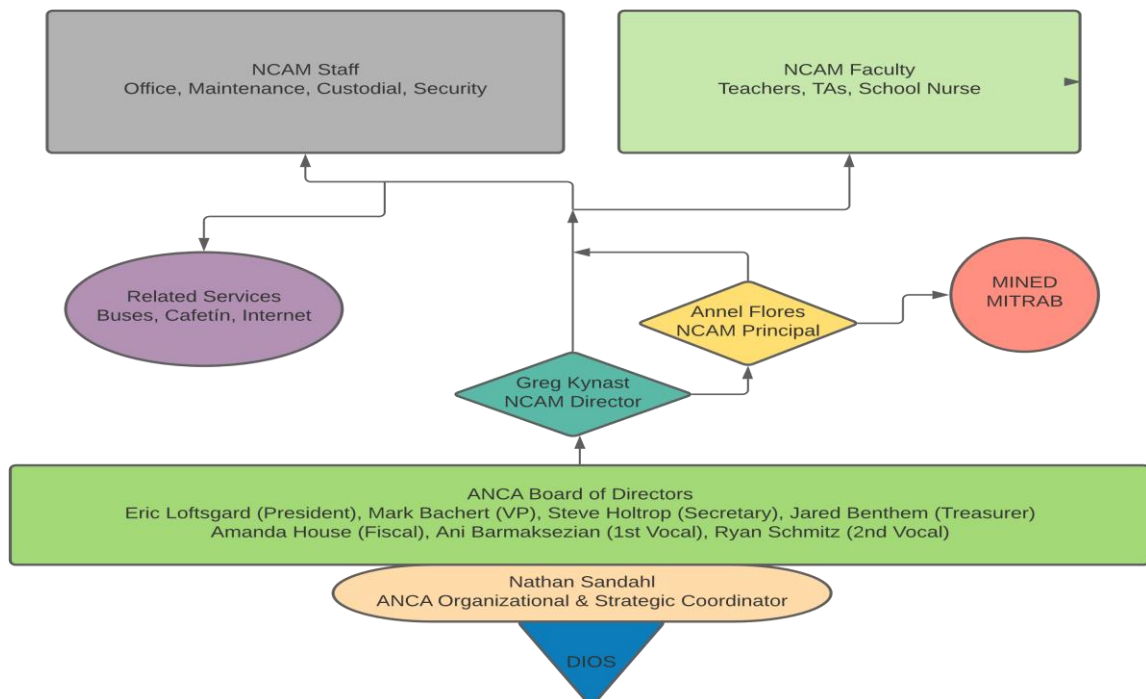 NCAM Staff
Office, Maintenance, Custodial, Security
NCAM Faculty
Teachers, TAs, School Nurse
Related Services
Buses, Cafetín, Internet
Annel Flores
NCAM Principal
MINED
MITRAB
Greg Kynast
NCAM Director
ANCA Board of Directors
Eric Loftsgard (President), Mark Bachert (VP), Steve Holtrop (Secretary), Jared Benthem (Treasurer)
Amanda House (Fiscal), Ani Barmaksezian (1st Vocal), Ryan Schmitz (2nd Vocal)
Nathan Sandahl
ANCA Organizational & Strategic Coordinator
DIOS